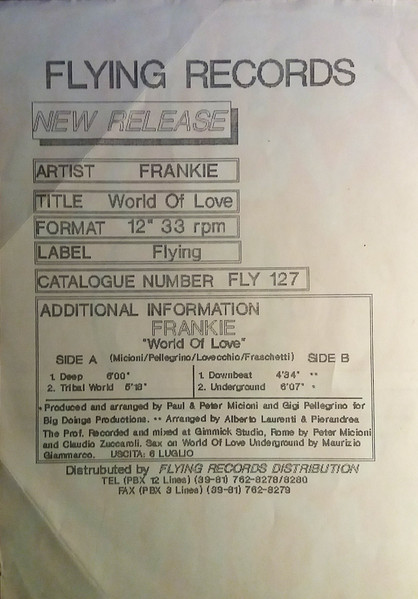 FLYING RECORDS
NEW RELEASE
ARTIST FRANKIE
TITLE World Of Love
FORMAT 12" 33 rpm
LABEL Flying
CATALOGUE NUMBER FLY 127
ADDITIONAL INFORMATION
FRANKIE
"World Of Love"
SIDE A (Micioni/Pellegrino/Lovecchio/Fraschetti) SIDE B
1. Deep 6'00" 1. Downbeat 4'34" **
2. Tribal World 5'18" 2. Underground 6'07" *
* Produced and arranged by Paul & Peter Micioni and Gigi Pellegrino for
Big Doings Productions. ** Arranged by Alberto Laurenti & Pierandrea
The Prof. Recorded and mixed at Gimmick Studio, Rome by Peter Micioni
and Claudio Zuccaroli. Sax on World Of Love Underground by Maurizio
Giammarco. USCITA: 6 LUGLIO
Distrubuted by FLYING RECORDS DISTRIBUTION
TEL (PBX 12 Lines) (39-81) 762-8278/8280
FAX (PBX 3 Lines) (39-81) 762-8279